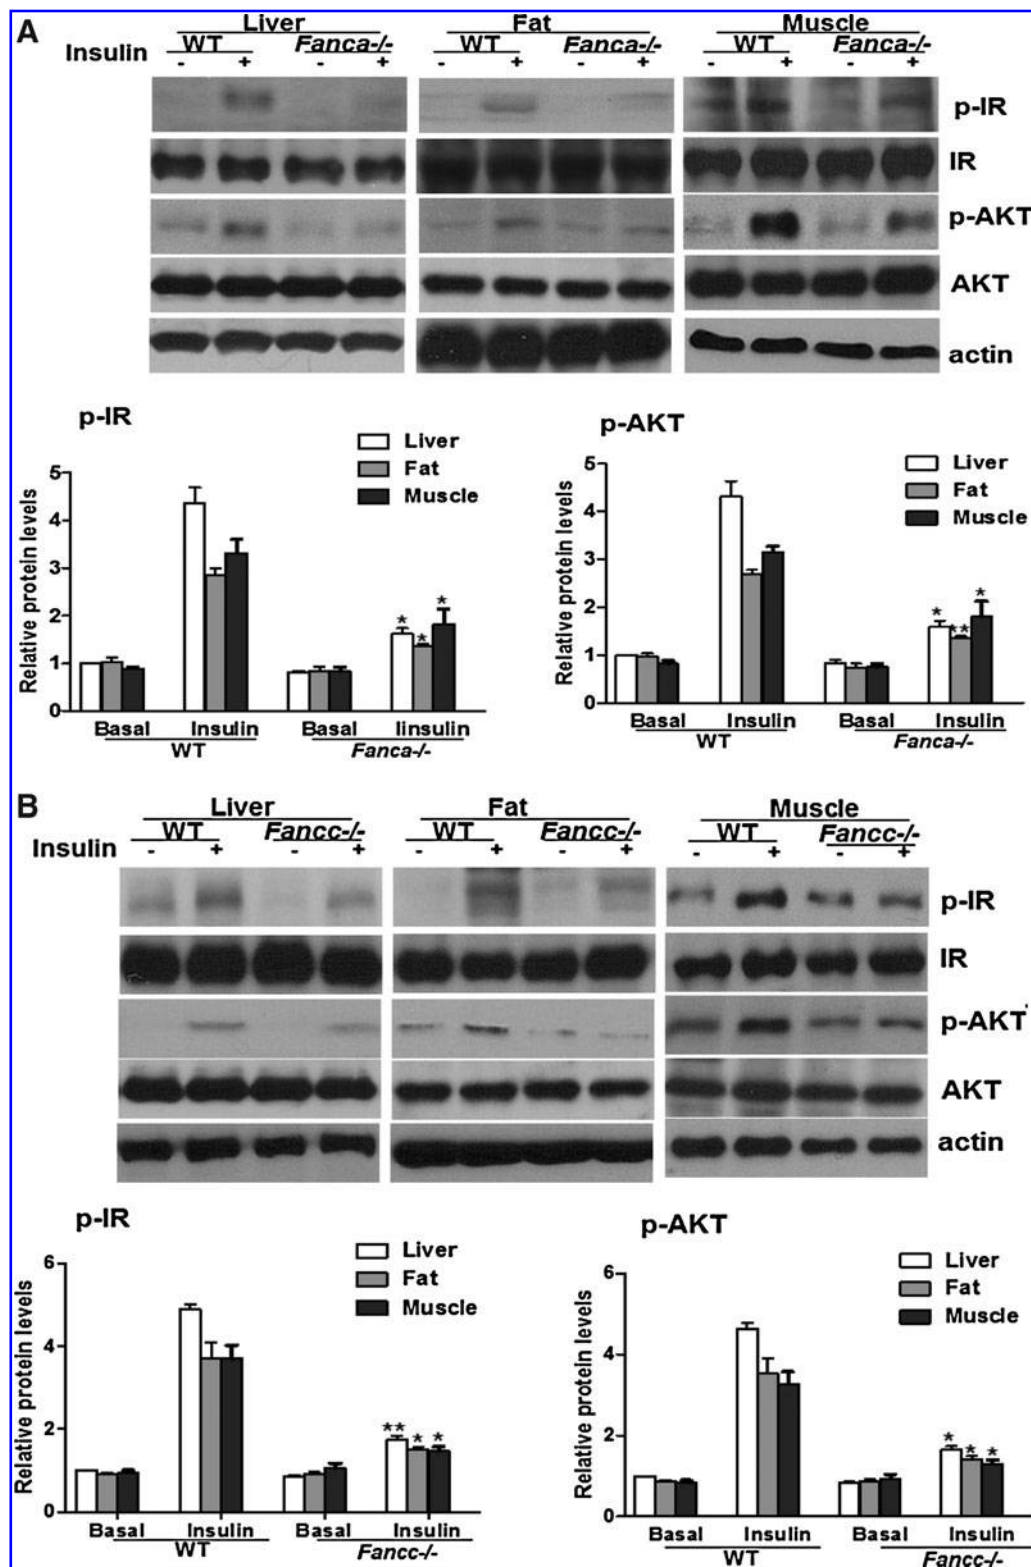 A
Liver Fat Muscle
Insulin WT Fanca-/- WT Fanca-/- WT Fanca-/-
- + - + - + - + - + - +
p-IR
IR
p-AKT
AKT
actin
p-IR
Liver
Fat
Muscle
Relative protein levels
5
4
3
2
1
0
* * *
Basal Insulin Basal Iinsulin
WT Fanca-/-
p-AKT
Liver
Fat
Muscle
Relative protein levels
5
4
3
2
1
0
* ** *
Basal Insulin Basal Insulin
WT Fanca-/-
B
Liver Fat Muscle
WT Fancc-/- WT Fancc-/- WT Fancc-/-
Insulin - + - + - + - + - + - +
p-IR
IR
p-AKT
AKT
actin
p-IR
Liver
Fat
Muscle
Relative protein levels
6
4
2
0
** * *
Basal Insulin Basal Insulin
WT Fancc-/-
p-AKT
Liver
Fat
Muscle
Relative protein levels
6
4
2
0
* * *
Basal Insulin Basal Insulin
WT Fancc-/-